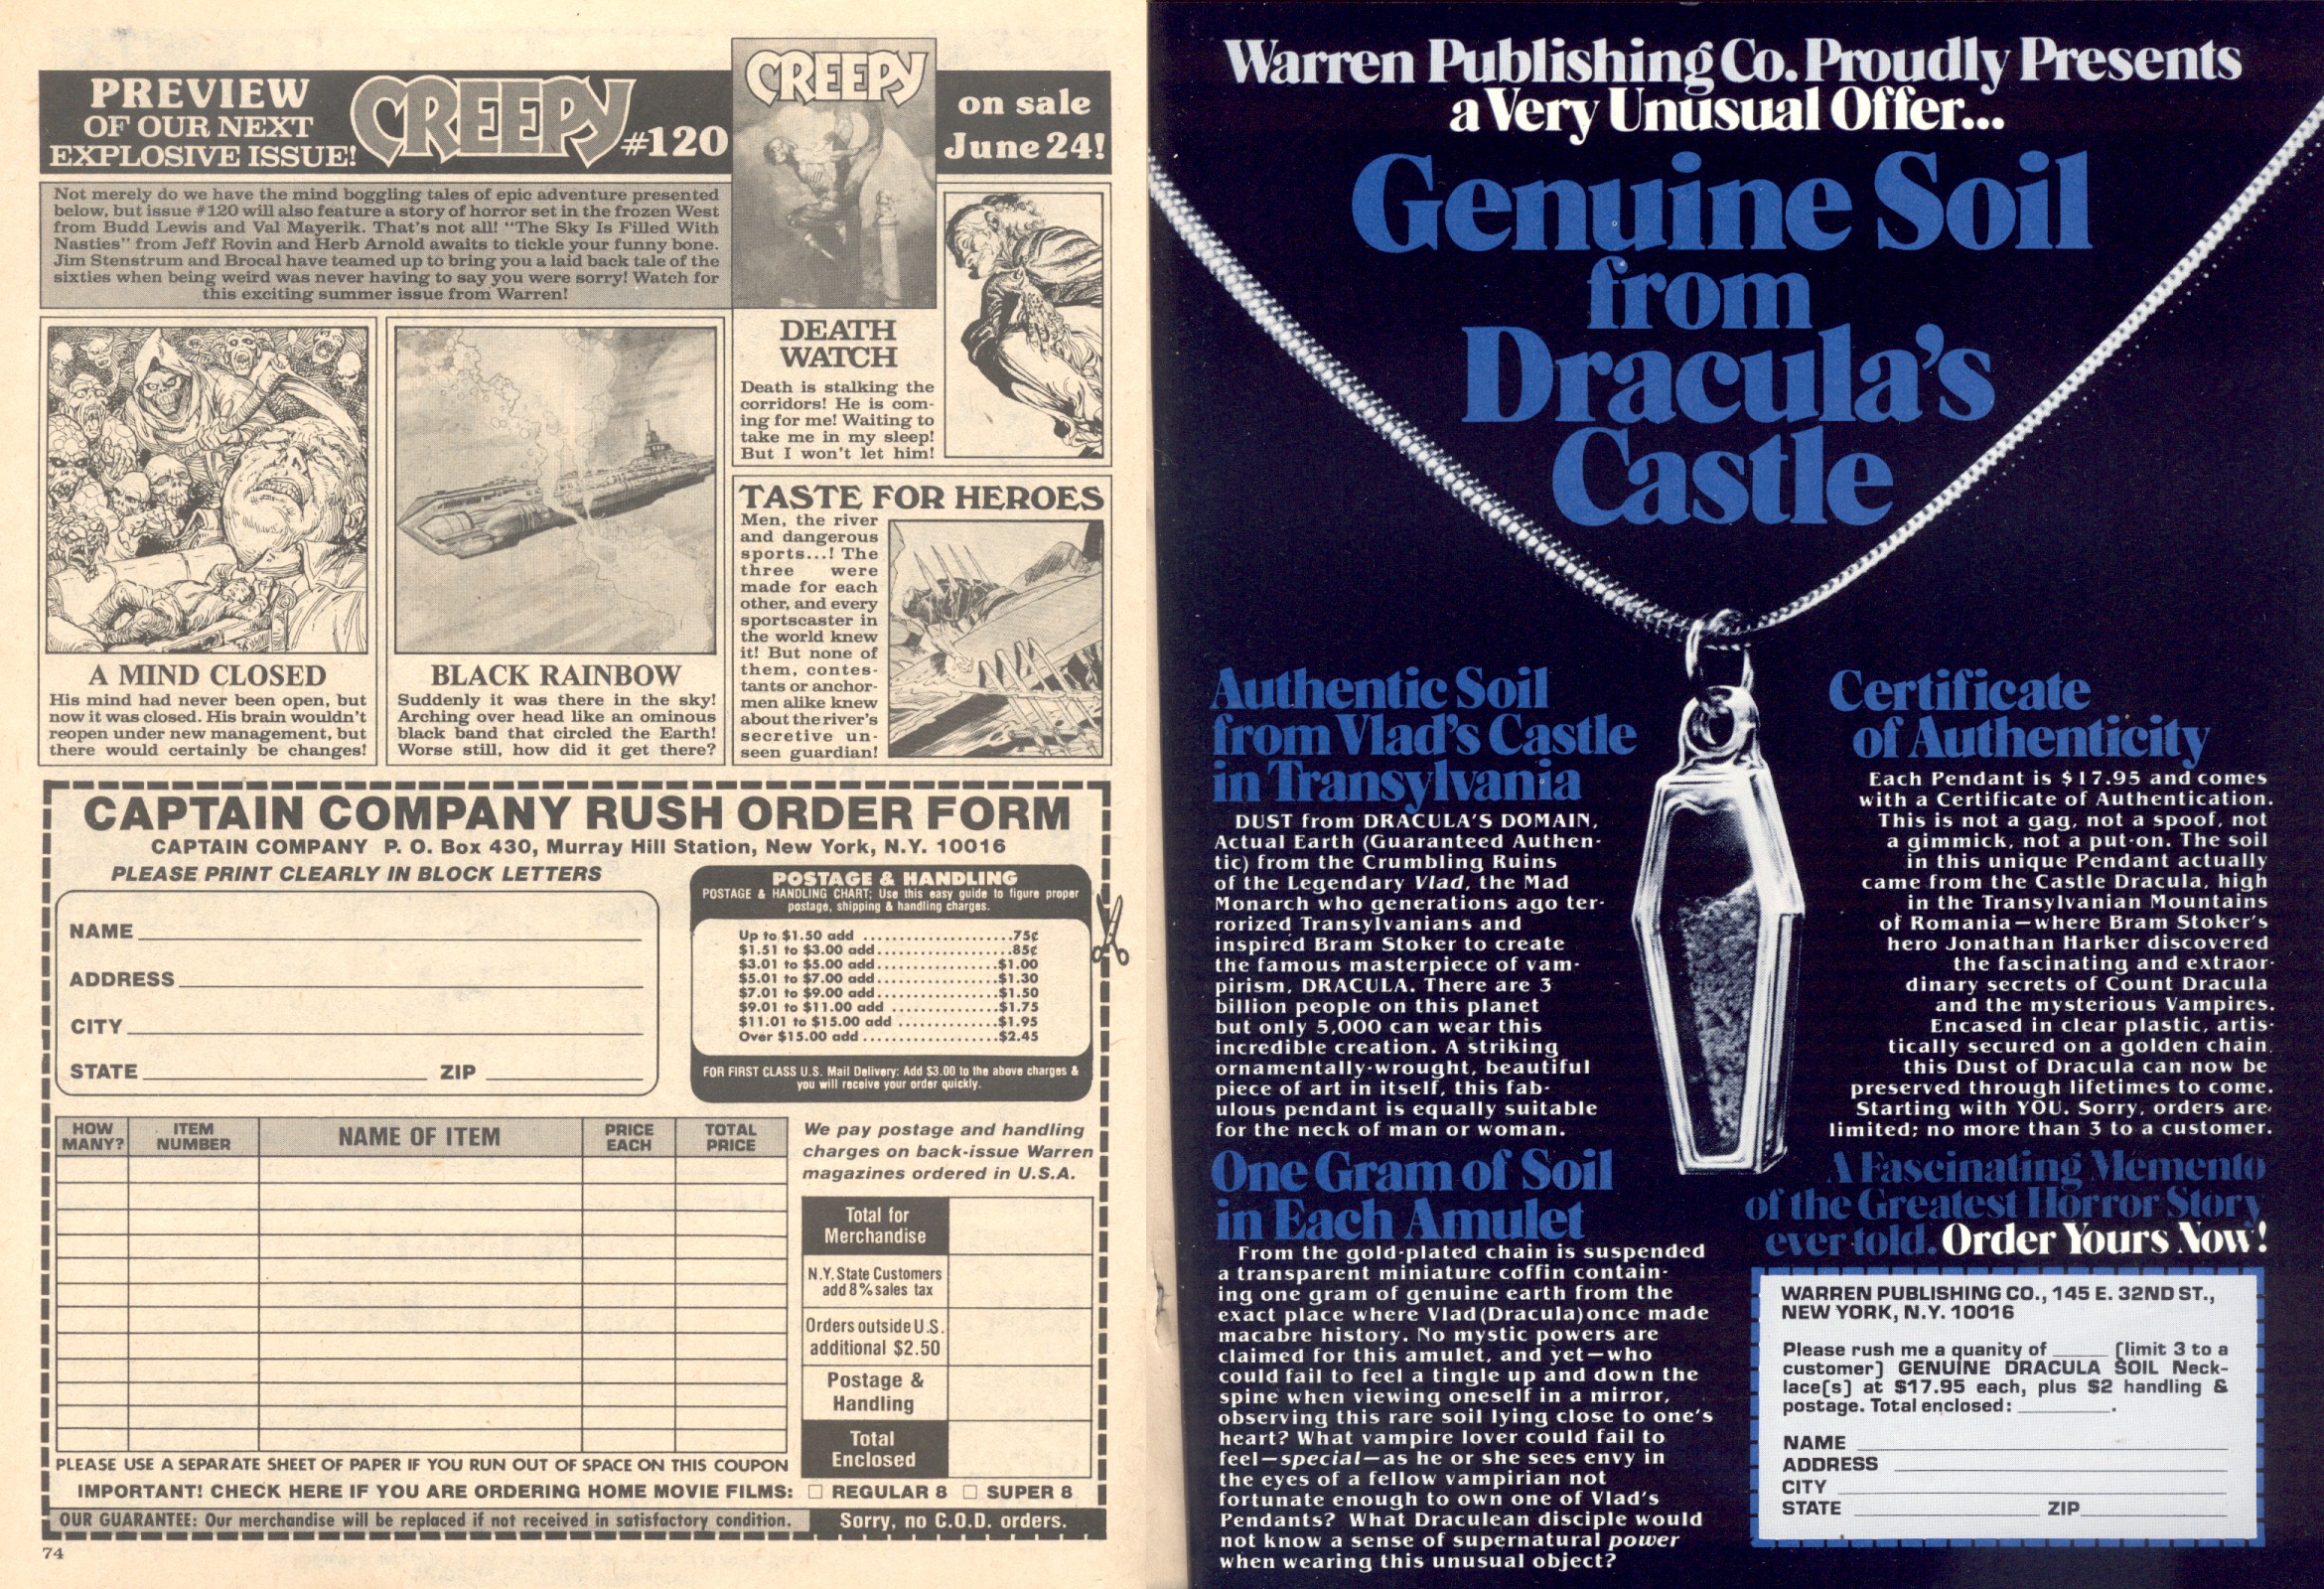 PREVIEW
OF OUR NEXT
EXPLOSIVE ISSUE!
CREEPY
#120
CREEPY
on sale
June 24!
Not merely do we have the mind boggling tales of epic adventure presented
below, but issue #120 will also feature a story of horror set in the frozen West
from Budd Lewis and Val Mayerik. That's not all! "The Sky Is Filled With
Nasties" from Jeff Rovin and Herb Arnold awaits to tickle your funny bone.
Jim Stenstrum and Brocal have teamed up to bring you a laid back tale of the
sixties when being weird was never having to say you were sorry! Watch for
this exciting summer issue from Warren!
A MIND CLOSED
His mind had never been open, but
now it was closed. His brain wouldn't
reopen under new management, but
there would certainly be changes!
BLACK RAINBOW
Suddenly it was there in the sky!
Arching over head like an ominous
black band that circled the Earth!
Worse still, how did it get there?
DEATH
WATCH
Death is stalking the
corridors! He is com-
ing for me! Waiting to
take me in my sleep!
But I won't let him!
TASTE FOR HEROES
Men, the river
and dangerous
sports...! The
three were
made for each
other, and every
sportscaster in
the world knew
it! But none of
them, contes-
tants or anchor-
men alike knew
about the river's
secretive un-
seen guardian!
CAPTAIN COMPANY RUSH ORDER FORM
CAPTAIN COMPANY P. O. Box 430, Murray Hill Station, New York, N.Y. 10016
PLEASE PRINT CLEARLY IN BLOCK LETTERS
NAME
ADDRESS
CITY
STATE ZIP
POSTAGE & HANDLING
POSTAGE & HANDLING CHART; Use this easy guide to figure proper
postage, shipping & handling charges.
Up to $1.50 add ....................75¢
$1.51 to $3.00 add..................85¢
$3.01 to $5.00 add................$1.00
$5.01 to $7.00 add................$1.30
$7.01 to $9.00 add................$1.50
$9.01 to $11.00 add ..............$1.75
$11.01 to $15.00 add .............$1.95
Over $15.00 add ..................$2.45
FOR FIRST CLASS U.S. Mail Delivery: Add $3.00 to the above charges &
you will receive your order quickly.
HOW MANY? ITEM NUMBER NAME OF ITEM PRICE EACH TOTAL PRICE
We pay postage and handling
charges on back-issue Warren
magazines ordered in U.S.A.
Total for
Merchandise
N.Y. State Customers
add 8% sales tax
Orders outside U.S.
additional $2.50
Postage &
Handling
Total
Enclosed
PLEASE USE A SEPARATE SHEET OF PAPER IF YOU RUN OUT OF SPACE ON THIS COUPON
IMPORTANT! CHECK HERE IF YOU ARE ORDERING HOME MOVIE FILMS: □ REGULAR 8 □ SUPER 8
OUR GUARANTEE: Our merchandise will be replaced if not received in satisfactory condition.
Sorry, no C.O.D. orders.
74
Warren Publishing Co. Proudly Presents
a Very Unusual Offer...
Genuine Soil
from
Dracula's
Castle
Authentic Soil
from Vlad's Castle
in Transylvania
DUST from DRACULA'S DOMAIN,
Actual Earth (Guaranteed Authen-
tic) from the Crumbling Ruins
of the Legendary Vlad, the Mad
Monarch who generations ago ter-
rorized Transylvanians and
inspired Bram Stoker to create
the famous masterpiece of vam-
pirism, DRACULA. There are 3
billion people on this planet
but only 5,000 can wear this
incredible creation. A striking
ornamentally-wrought, beautiful
piece of art in itself, this fab-
ulous pendant is equally suitable
for the neck of man or woman.
One Gram of Soil
in Each Amulet
From the gold-plated chain is suspended
a transparent miniature coffin contain-
ing one gram of genuine earth from the
exact place where Vlad (Dracula) once made
macabre history. No mystic powers are
claimed for this amulet, and yet—who
could fail to feel a tingle up and down the
spine when viewing oneself in a mirror,
observing this rare soil lying close to one's
heart? What vampire lover could fail to
feel—special—as he or she sees envy in
the eyes of a fellow vampirian not
fortunate enough to own one of Vlad's
Pendants? What Draculean disciple would
not know a sense of supernatural power
when wearing this unusual object?
Certificate
of Authenticity
Each Pendant is $17.95 and comes
with a Certificate of Authentication.
This is not a gag, not a spoof, not
a gimmick, not a put-on. The soil
in this unique Pendant actually
came from the Castle Dracula, high
in the Transylvanian Mountains
of Romania—where Bram Stoker's
hero Jonathan Harker discovered
the fascinating and extraor-
dinary secrets of Count Dracula
and the mysterious Vampires.
Encased in clear plastic, artis-
tically secured on a golden chain.
this Dust of Dracula can now be
preserved through lifetimes to come.
Starting with YOU. Sorry, orders are
limited; no more than 3 to a customer.
A Fascinating Memento
of the Greatest Horror Story
ever told. Order Yours Now!
WARREN PUBLISHING CO., 145 E. 32ND ST.,
NEW YORK, N.Y. 10016
Please rush me a quanity of _____ [limit 3 to a
customer] GENUINE DRACULA SOIL Neck-
lace[s] at $17.95 each, plus $2 handling &
postage. Total enclosed: _________.
NAME
ADDRESS
CITY
STATE ZIP